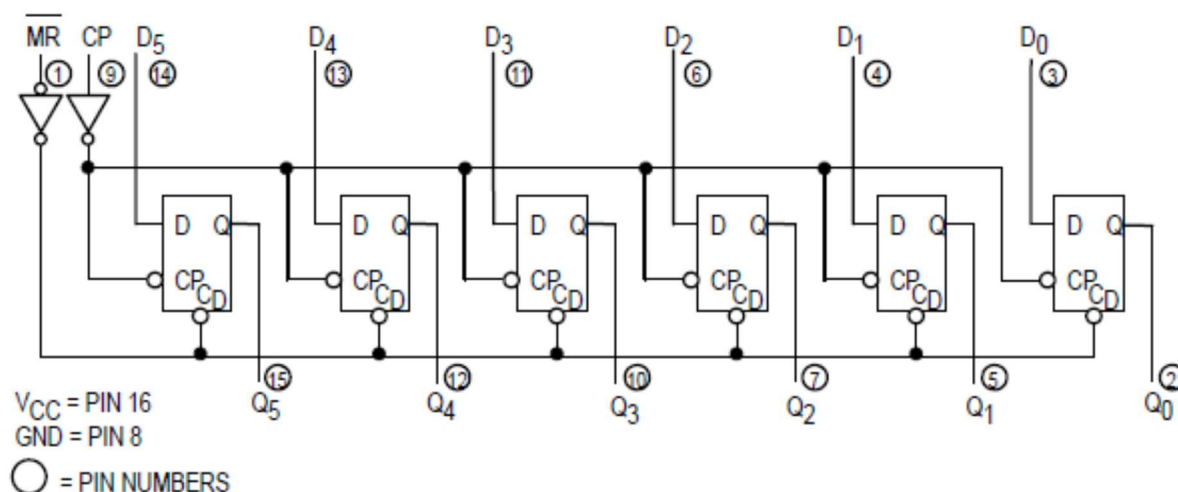 M̅R̅ CP D5 D4 D3 D2 D1 D0
1 9 14 13 11 6 4 3
D Q D Q D Q D Q D Q D Q
CP CP CP CP CP CP
CD CD CD CD CD CD
15 12 10 7 5 2
Q5 Q4 Q3 Q2 Q1 Q0
VCC = PIN 16
GND = PIN 8
= PIN NUMBERS